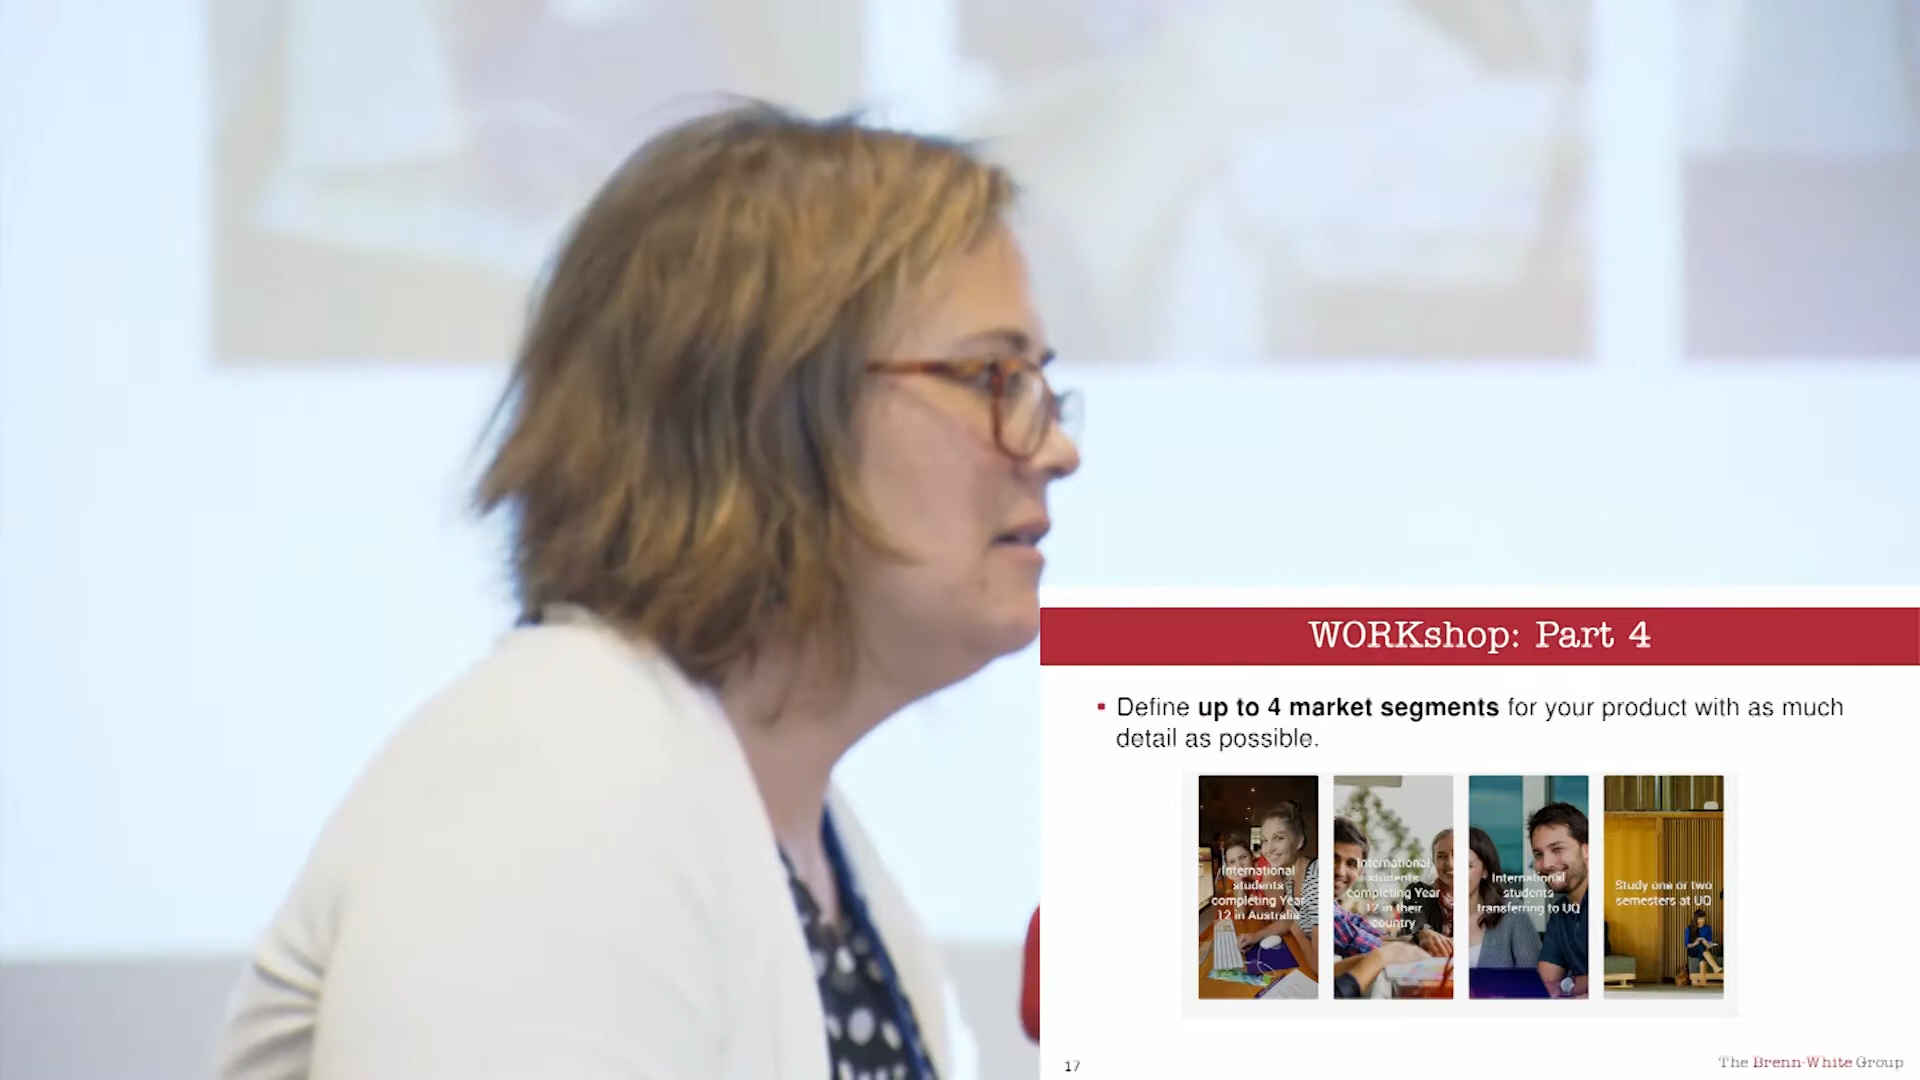 WORKshop: Part 4
▪ Define up to 4 market segments for your product with as much
detail as possible.
International
students
completing Year
12 in Australia
International
students
completing Year
12 in their
country
International
students
transferring to UQ
Study one or two
semesters at UQ
17
The Brenn-White Group